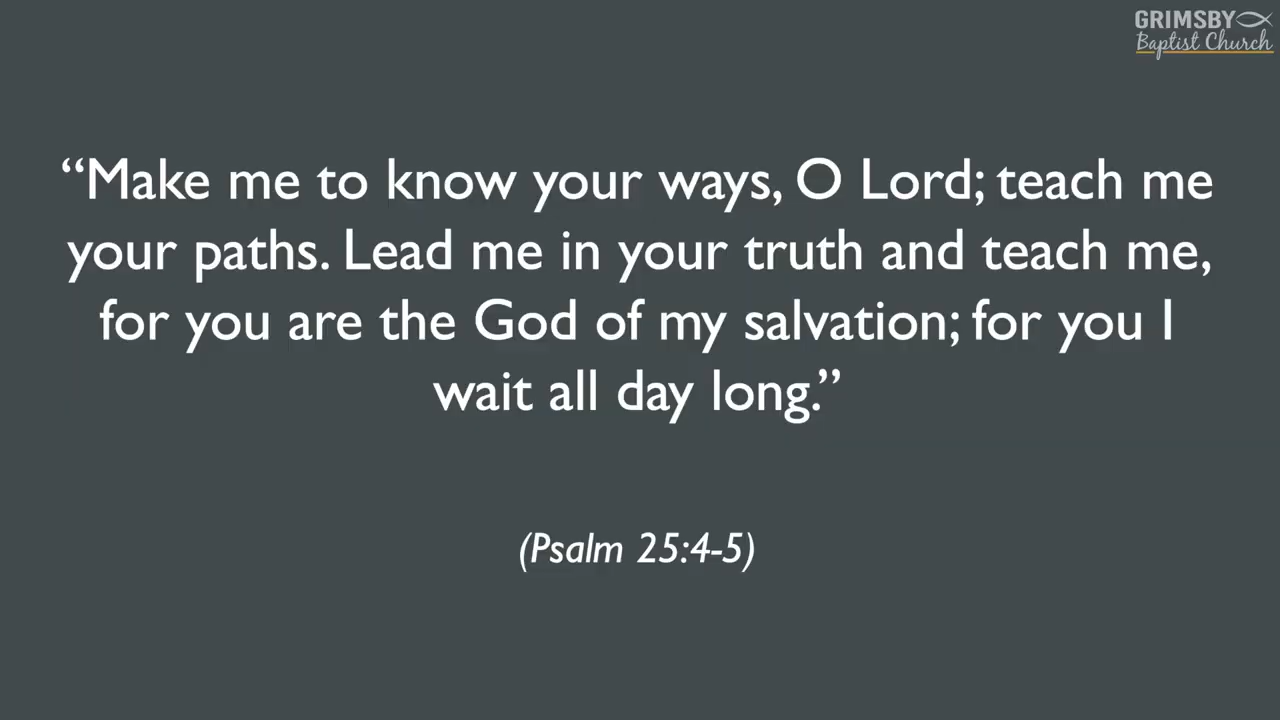 GRIMSBY
Baptist Church
“Make me to know your ways, O Lord; teach me
your paths. Lead me in your truth and teach me,
for you are the God of my salvation; for you I
wait all day long.”
(Psalm 25:4-5)